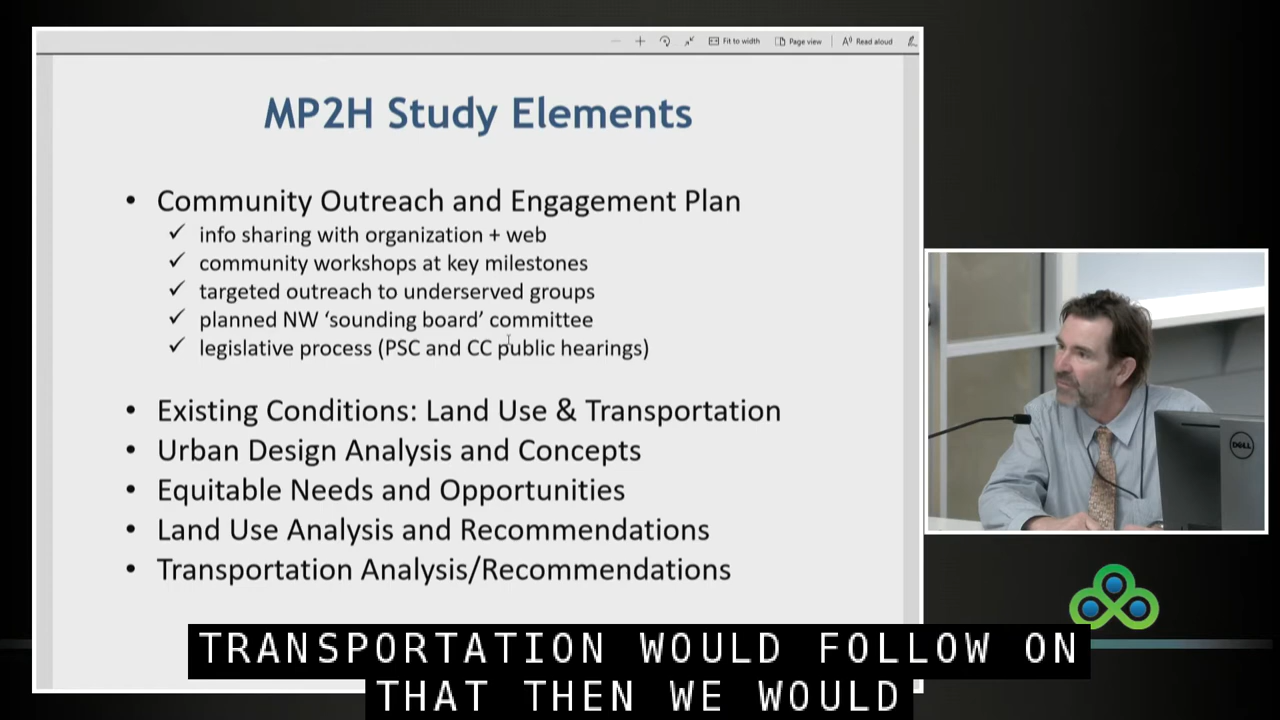 Fit to width
Page view
Read aloud
MP2H Study Elements
• Community Outreach and Engagement Plan
✓ info sharing with organization + web
✓ community workshops at key milestones
✓ targeted outreach to underserved groups
✓ planned NW ‘sounding board’ committee
✓ legislative process (PSC and CC public hearings)
• Existing Conditions: Land Use & Transportation
• Urban Design Analysis and Concepts
• Equitable Needs and Opportunities
• Land Use Analysis and Recommendations
• Transportation Analysis/Recommendations
DELL
TRANSPORTATION WOULD FOLLOW ON
THAT THEN WE WOULD